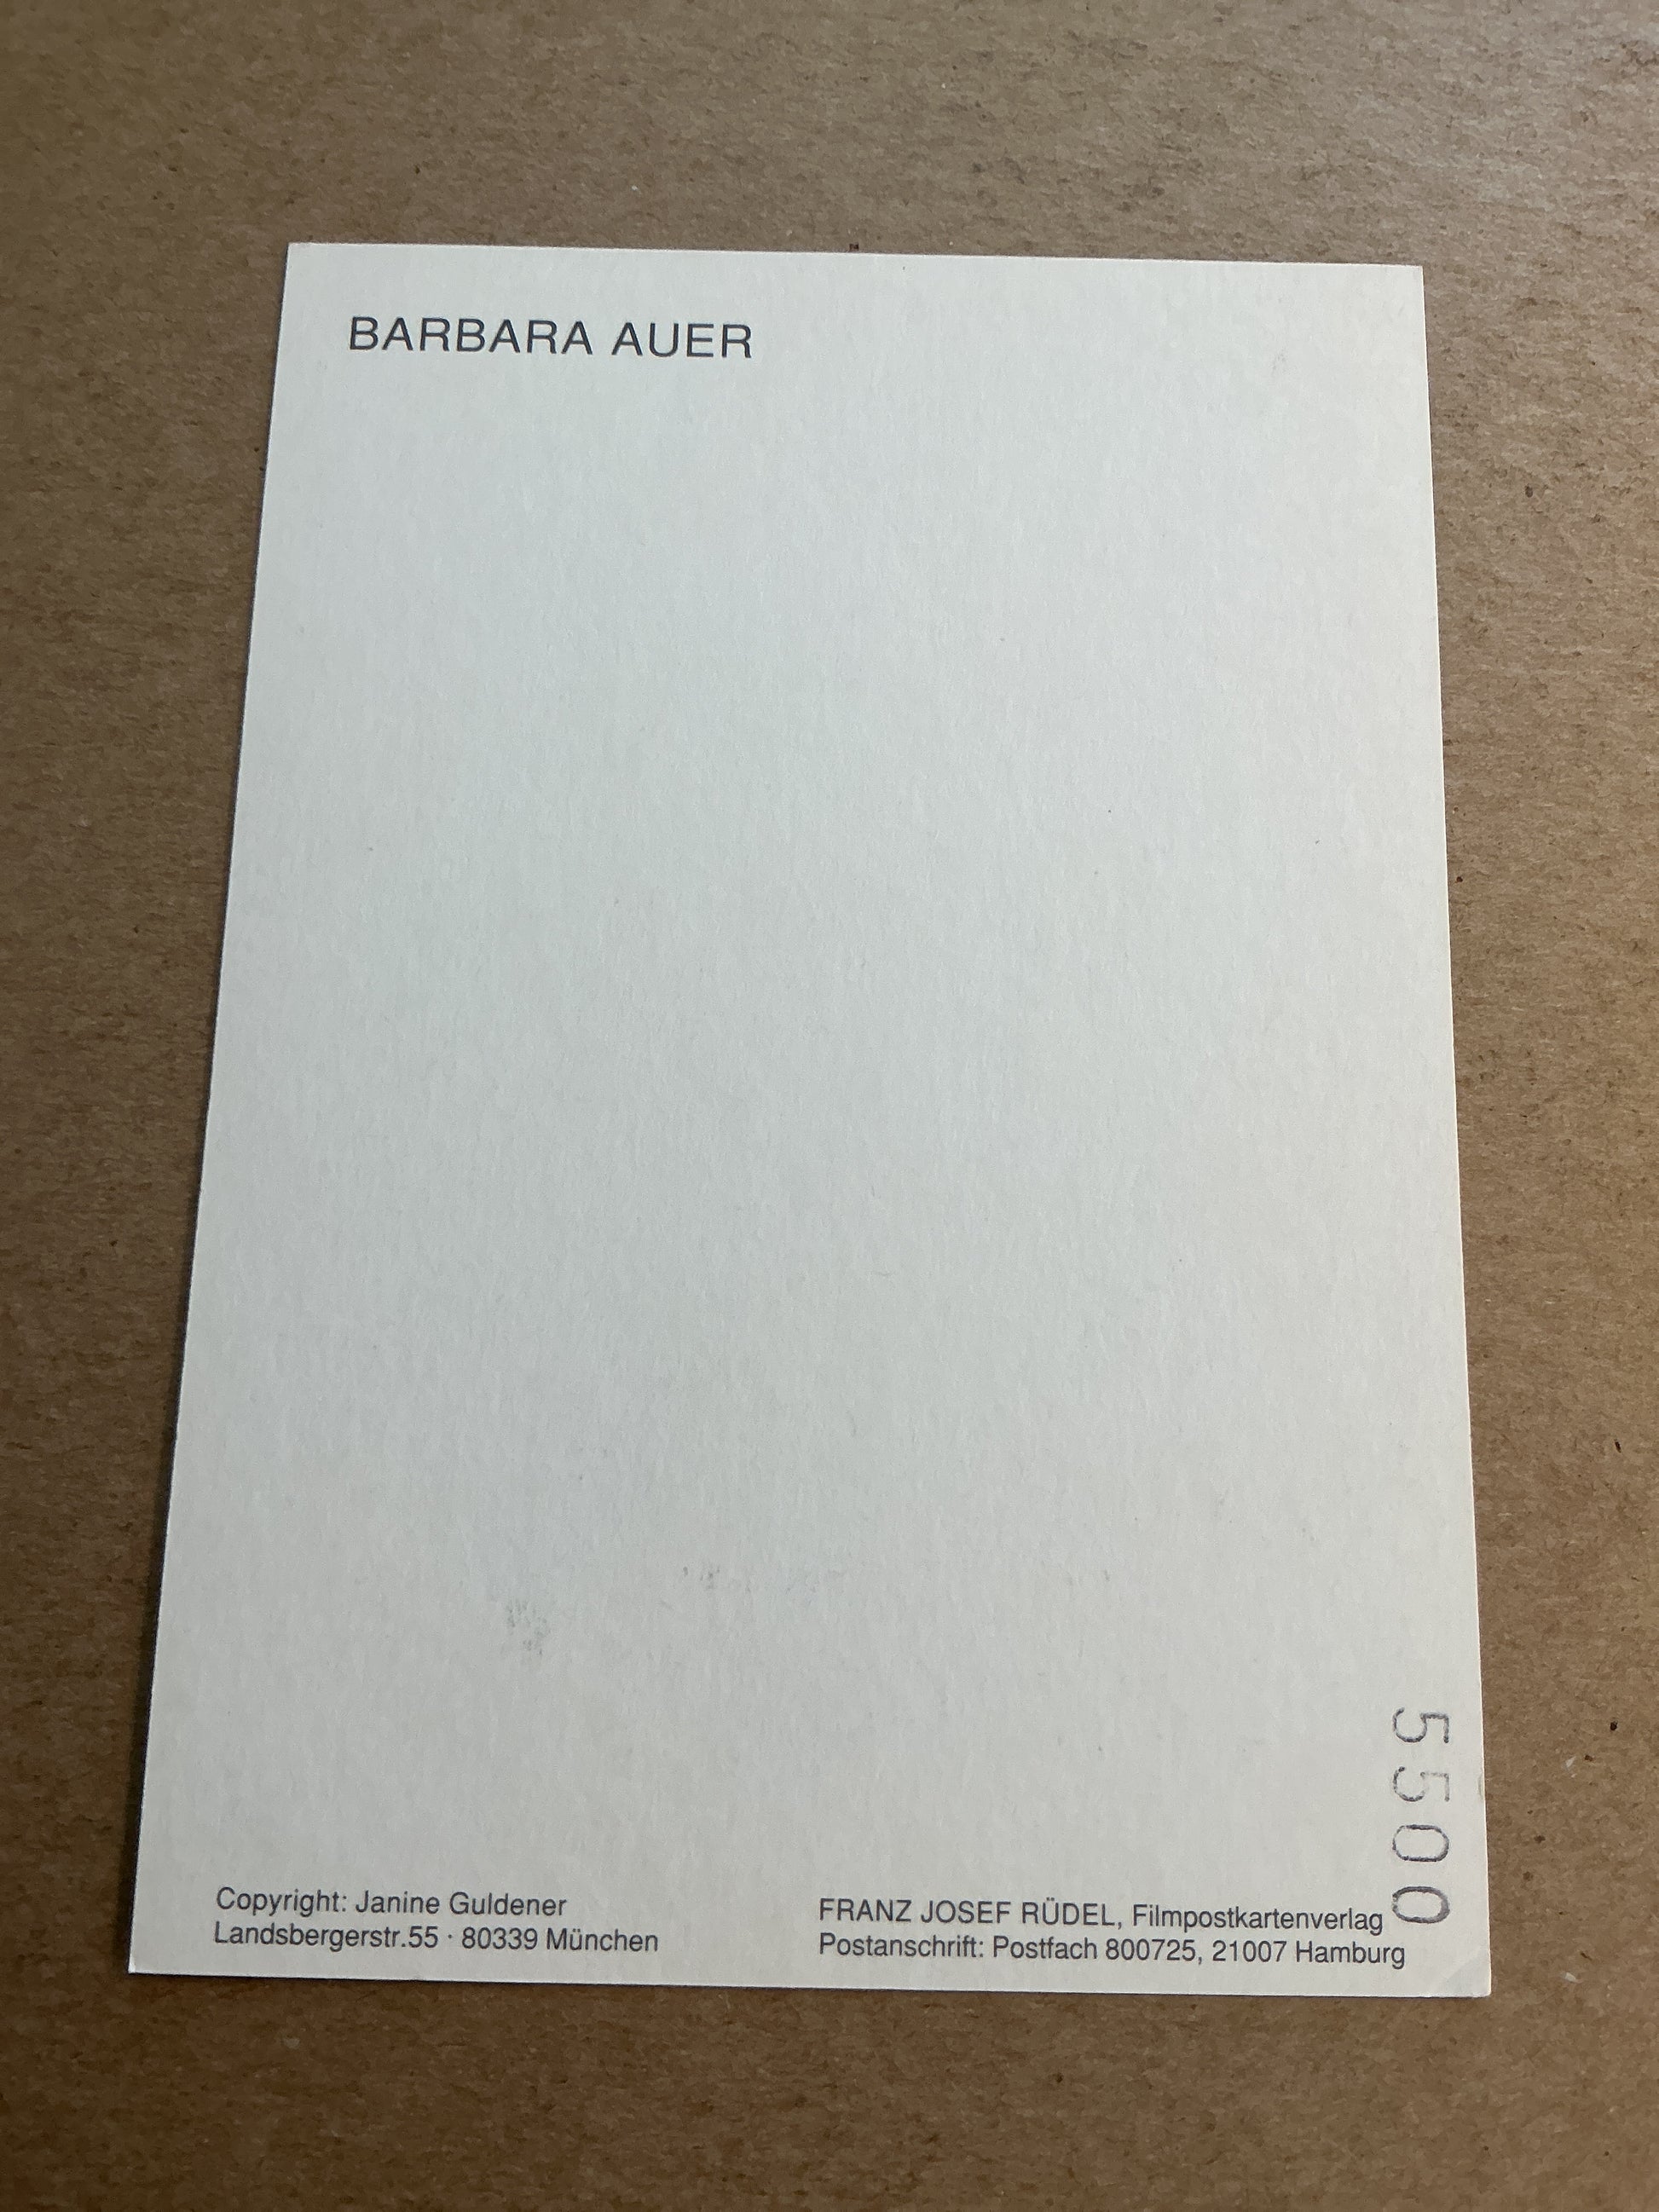 BARBARA AUER
5500
Copyright: Janine Guldener
Landsbergerstr.55 · 80339 München
FRANZ JOSEF RÜDEL, Filmpostkartenverlag
Postanschrift: Postfach 800725, 21007 Hamburg